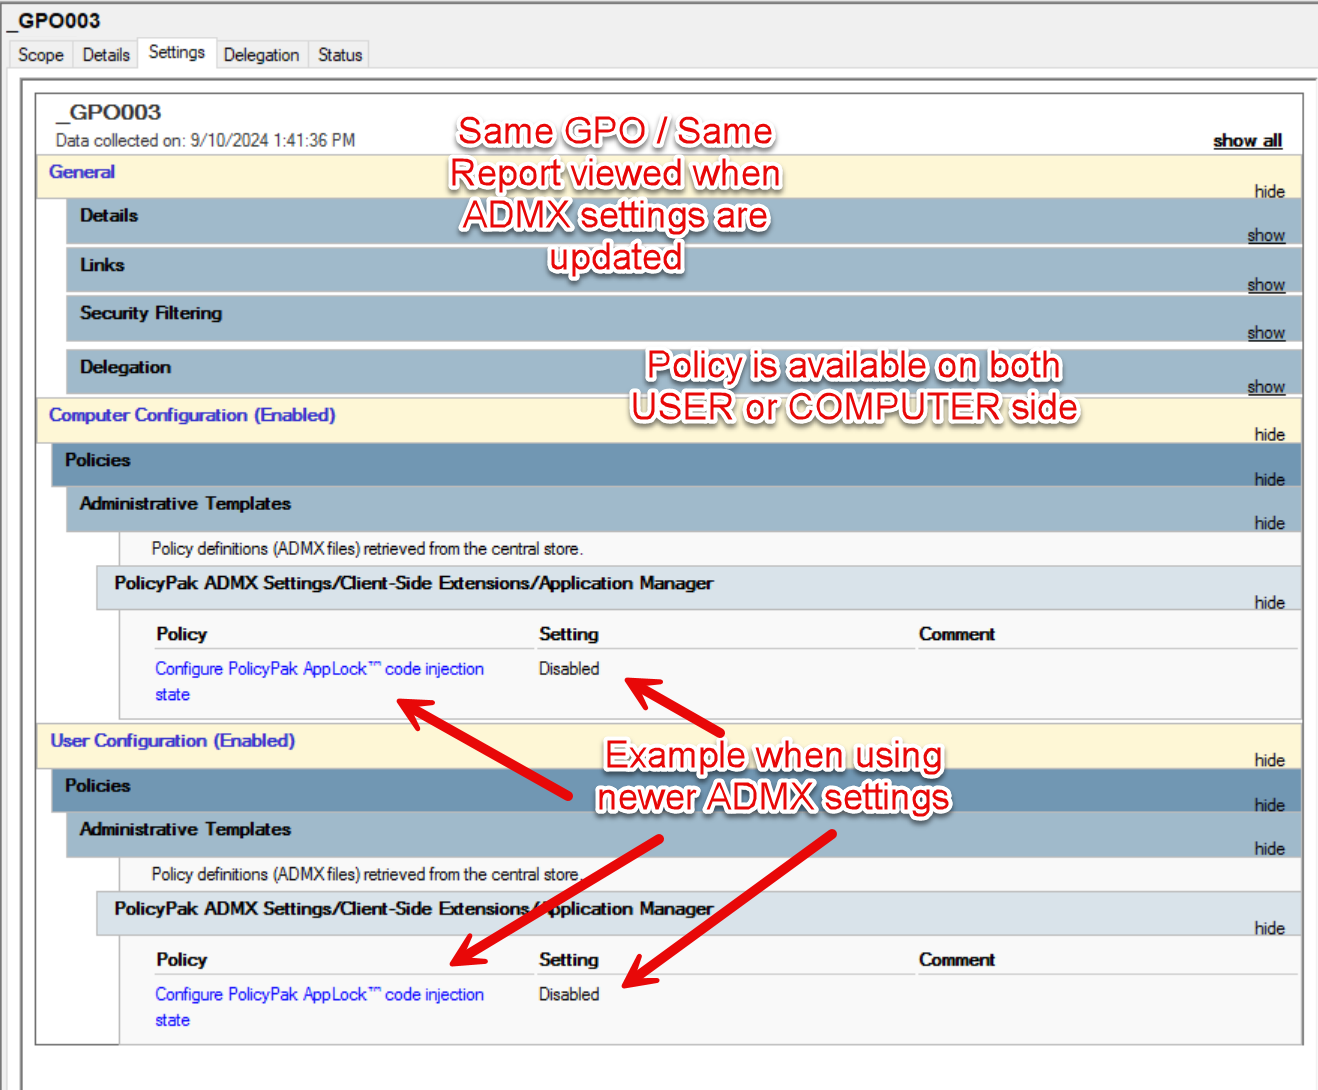 _GPO003
Scope Details Settings Delegation Status
_GPO003
Data collected on: 9/10/2024 1:41:36 PM
show all
Same GPO / Same
Report viewed when
ADMX settings are
updated
General
hide
Details
show
Links
show
Security Filtering
show
Delegation
show
Policy is available on both
USER or COMPUTER side
Computer Configuration (Enabled)
hide
Policies
hide
Administrative Templates
hide
Policy definitions (ADMX files) retrieved from the central store.
PolicyPak ADMX Settings/Client-Side Extensions/Application Manager
hide
Policy Setting Comment
Configure PolicyPak AppLock™ code injection Disabled
state
User Configuration (Enabled)
hide
Example when using
newer ADMX settings
Policies
hide
Administrative Templates
hide
Policy definitions (ADMX files) retrieved from the central store.
PolicyPak ADMX Settings/Client-Side Extensions/Application Manager
hide
Policy Setting Comment
Configure PolicyPak AppLock™ code injection Disabled
state